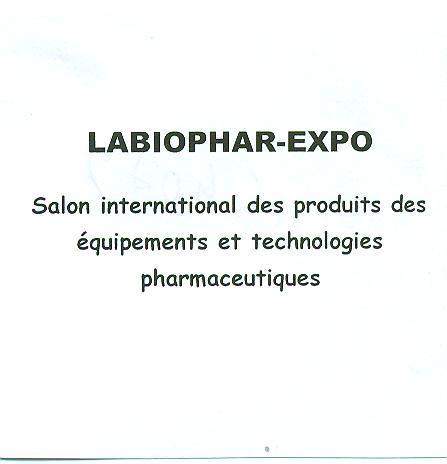 LABIOPHAR-EXPO
Salon international des produits des
équipements et technologies
pharmaceutiques